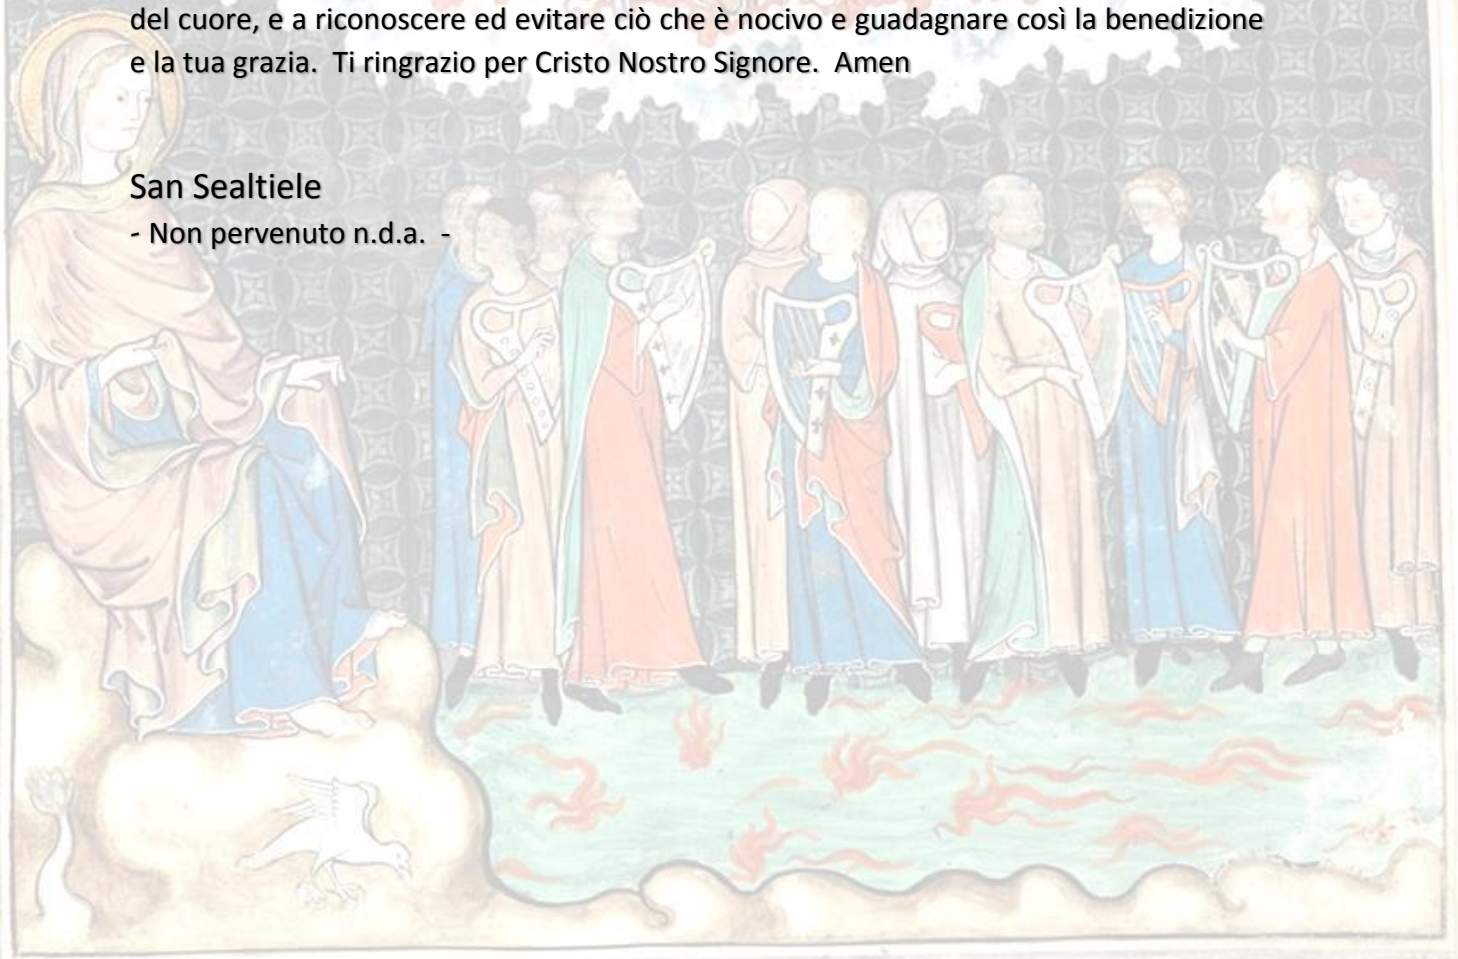 del cuore, e a riconoscere ed evitare ciò che è nocivo e guadagnare così la benedizione
e la tua grazia.  Ti ringrazio per Cristo Nostro Signore.  Amen
San Sealtiele
- Non pervenuto n.d.a.  -